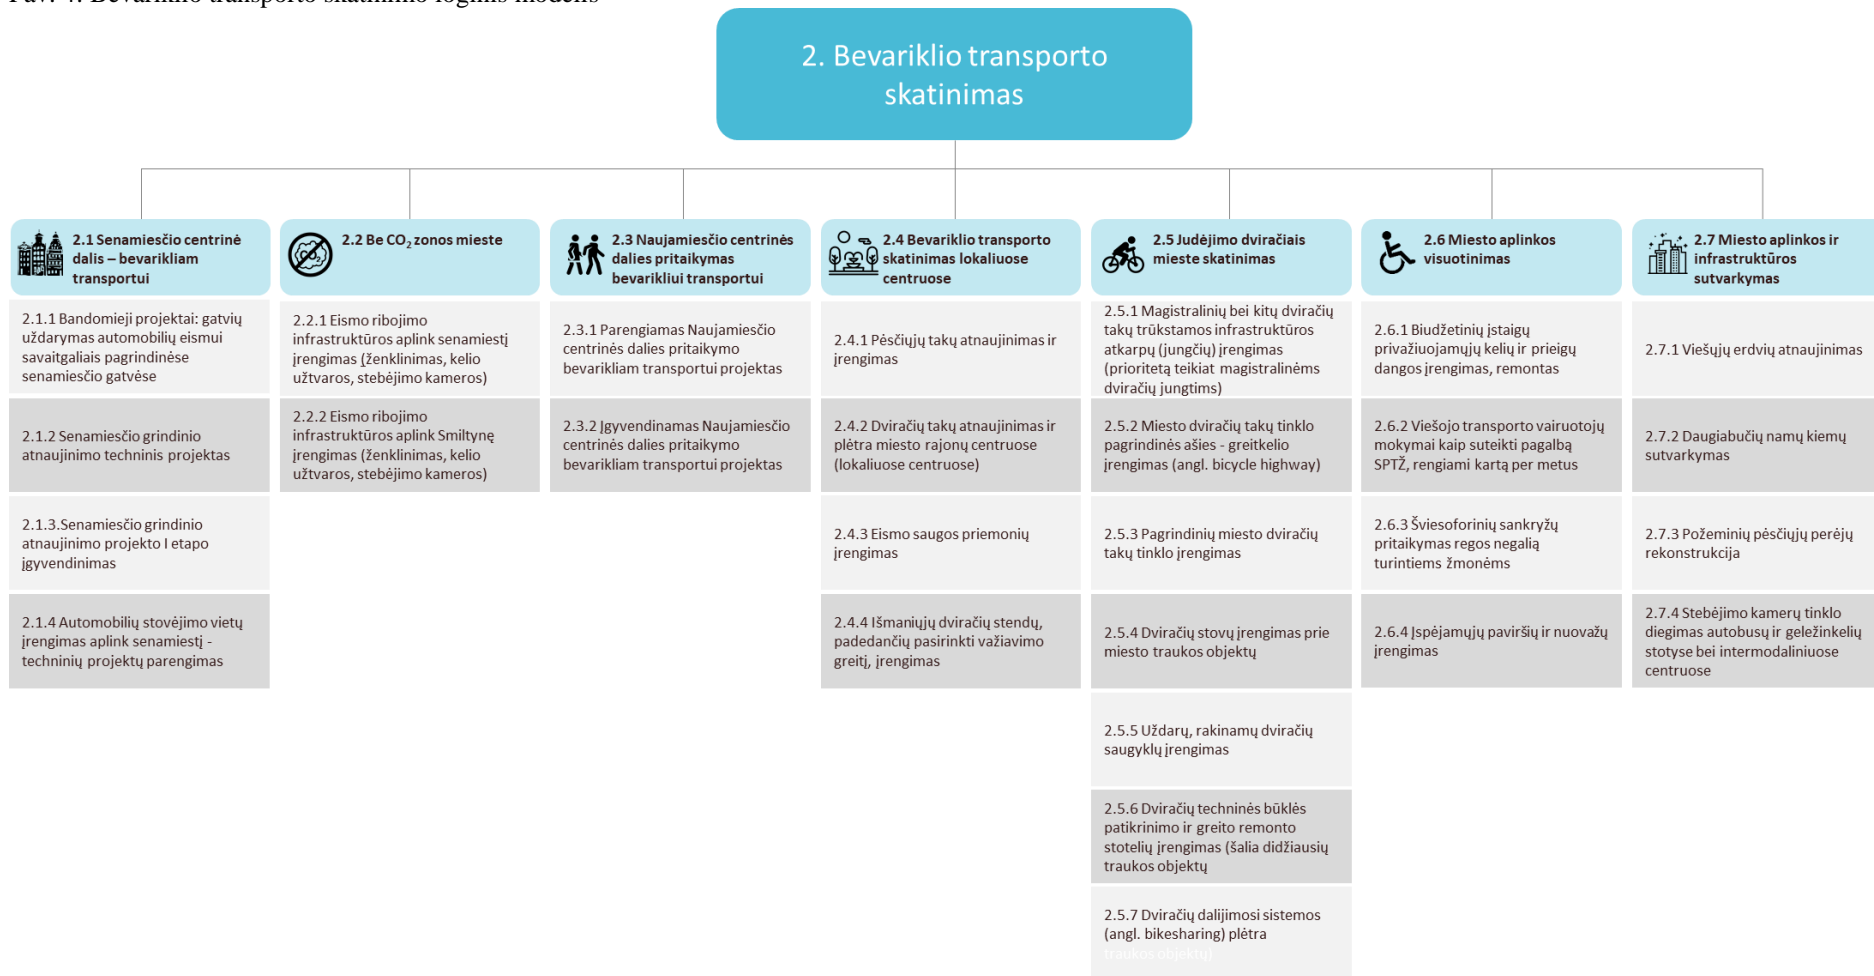 Pav. 4. Bevariklio transporto skatinimo loginis modelis
2. Bevariklio transporto
skatinimas
2.1 Senamiesčio centrinė
dalis – bevarikliam
transportui
2.1.1 Bandomieji projektai: gatvių
uždarymas automobilių eismui
savaitgaliais pagrindinėse
senamiesčio gatvėse
2.1.2 Senamiesčio grindinio
atnaujinimo techninis projektas
2.1.3.Senamiesčio grindinio
atnaujinimo projekto I etapo
įgyvendinimas
2.1.4 Automobilių stovėjimo vietų
įrengimas aplink senamiestį -
techninių projektų parengimas
CO2
2.2 Be CO2 zonos mieste
2.2.1 Eismo ribojimo
infrastruktūros aplink senamiestį
įrengimas (ženklinimas, kelio
užtvaros, stebėjimo kameros)
2.2.2 Eismo ribojimo
infrastruktūros aplink Smiltynę
įrengimas (ženklinimas, kelio
užtvaros, stebėjimo kameros)
2.3 Naujamiesčio centrinės
dalies pritaikymas
bevarikliui transportui
2.3.1 Parengiamas Naujamiesčio
centrinės dalies pritaikymo
bevarikliam transportui projektas
2.3.2 Įgyvendinamas Naujamiesčio
centrinės dalies pritaikymo
bevarikliam transportui projektas
2.4 Bevariklio transporto
skatinimas lokaliuose
centruose
2.4.1 Pėsčiųjų takų atnaujinimas ir
įrengimas
2.4.2 Dviračių takų atnaujinimas ir
plėtra miesto rajonų centruose
(lokaliuose centruose)
2.4.3 Eismo saugos priemonių
įrengimas
2.4.4 Išmaniųjų dviračių stendų,
padedančių pasirinkti važiavimo
greitį, įrengimas
2.5 Judėjimo dviračiais
mieste skatinimas
2.5.1 Magistralinių bei kitų dviračių
takų trūkstamos infrastruktūros
atkarpų (jungčių) įrengimas
(prioritetą teikiat magistralinėms
dviračių jungtims)
2.5.2 Miesto dviračių takų tinklo
pagrindinės ašies - greitkelio
įrengimas (angl. bicycle highway)
2.5.3 Pagrindinių miesto dviračių
takų tinklo įrengimas
2.5.4 Dviračių stovų įrengimas prie
miesto traukos objektų
2.5.5 Uždarų, rakinamų dviračių
saugyklų įrengimas
2.5.6 Dviračių techninės būklės
patikrinimo ir greito remonto
stotelių įrengimas (šalia didžiausių
traukos objektų
2.5.7 Dviračių dalijimosi sistemos
(angl. bikesharing) plėtra
traukos objektų)
2.6 Miesto aplinkos
visuotinimas
2.6.1 Biudžetinių įstaigų
privažiuojamųjų kelių ir prieigų
dangos įrengimas, remontas
2.6.2 Viešojo transporto vairuotojų
mokymai kaip suteikti pagalbą
SPTŽ, rengiami kartą per metus
2.6.3 Šviesoforinių sankryžų
pritaikymas regos negalią
turintiems žmonėms
2.6.4 Įspėjamųjų paviršių ir nuovažų
įrengimas
2.7 Miesto aplinkos ir
infrastruktūros
sutvarkymas
2.7.1 Viešųjų erdvių atnaujinimas
2.7.2 Daugiabučių namų kiemų
sutvarkymas
2.7.3 Požeminių pėsčiųjų perėjų
rekonstrukcija
2.7.4 Stebėjimo kamerų tinklo
diegimas autobusų ir geležinkelių
stotyse bei intermodaliniuose
centruose